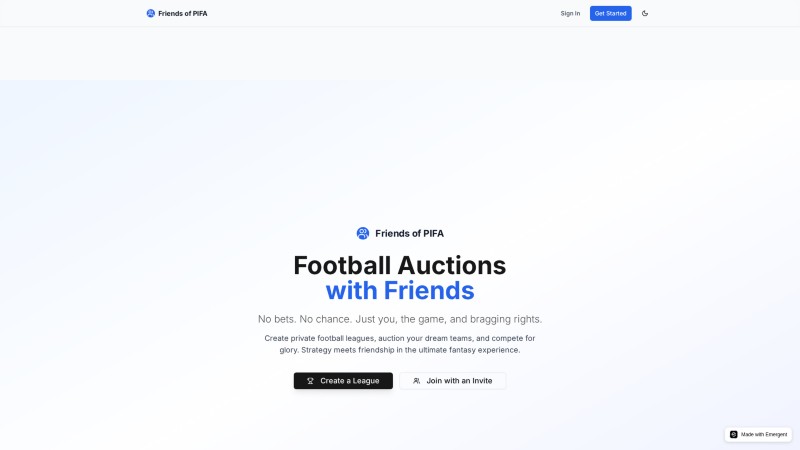 Friends of PIFA
Sign In
Get Started
Friends of PIFA
Football Auctions
with Friends
No bets. No chance. Just you, the game, and bragging rights.
Create private football leagues, auction your dream teams, and compete for
glory. Strategy meets friendship in the ultimate fantasy experience.
Create a League
Join with an Invite
Made with Emergent